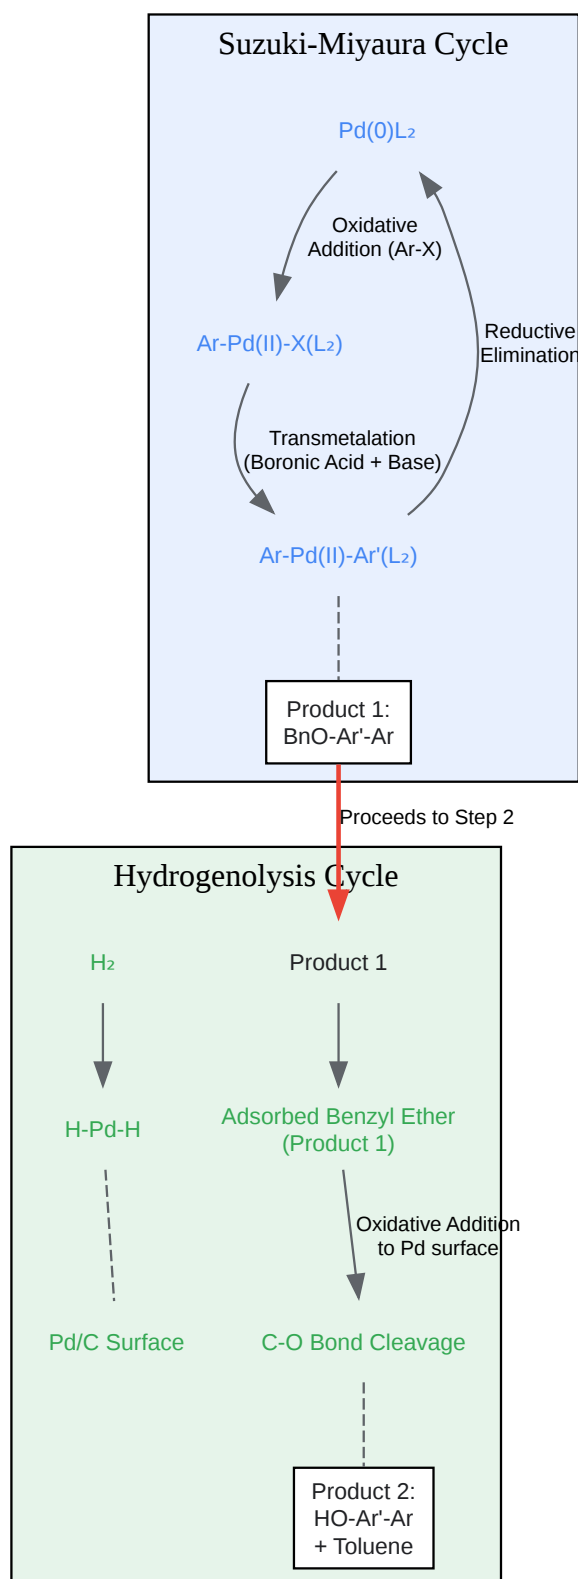 Suzuki-Miyaura Cycle
Pd(0)L₂
Oxidative
Addition (Ar-X)
Ar-Pd(II)-X(L₂)
Reductive
Elimination
Transmetalation
(Boronic Acid + Base)
Ar-Pd(II)-Ar'(L₂)
Product 1:
BnO-Ar'-Ar
Proceeds to Step 2
Hydrogenolysis Cycle
H₂
Product 1
H-Pd-H
Adsorbed Benzyl Ether
(Product 1)
Oxidative Addition
to Pd surface
Pd/C Surface
C-O Bond Cleavage
Product 2:
HO-Ar'-Ar
+ Toluene